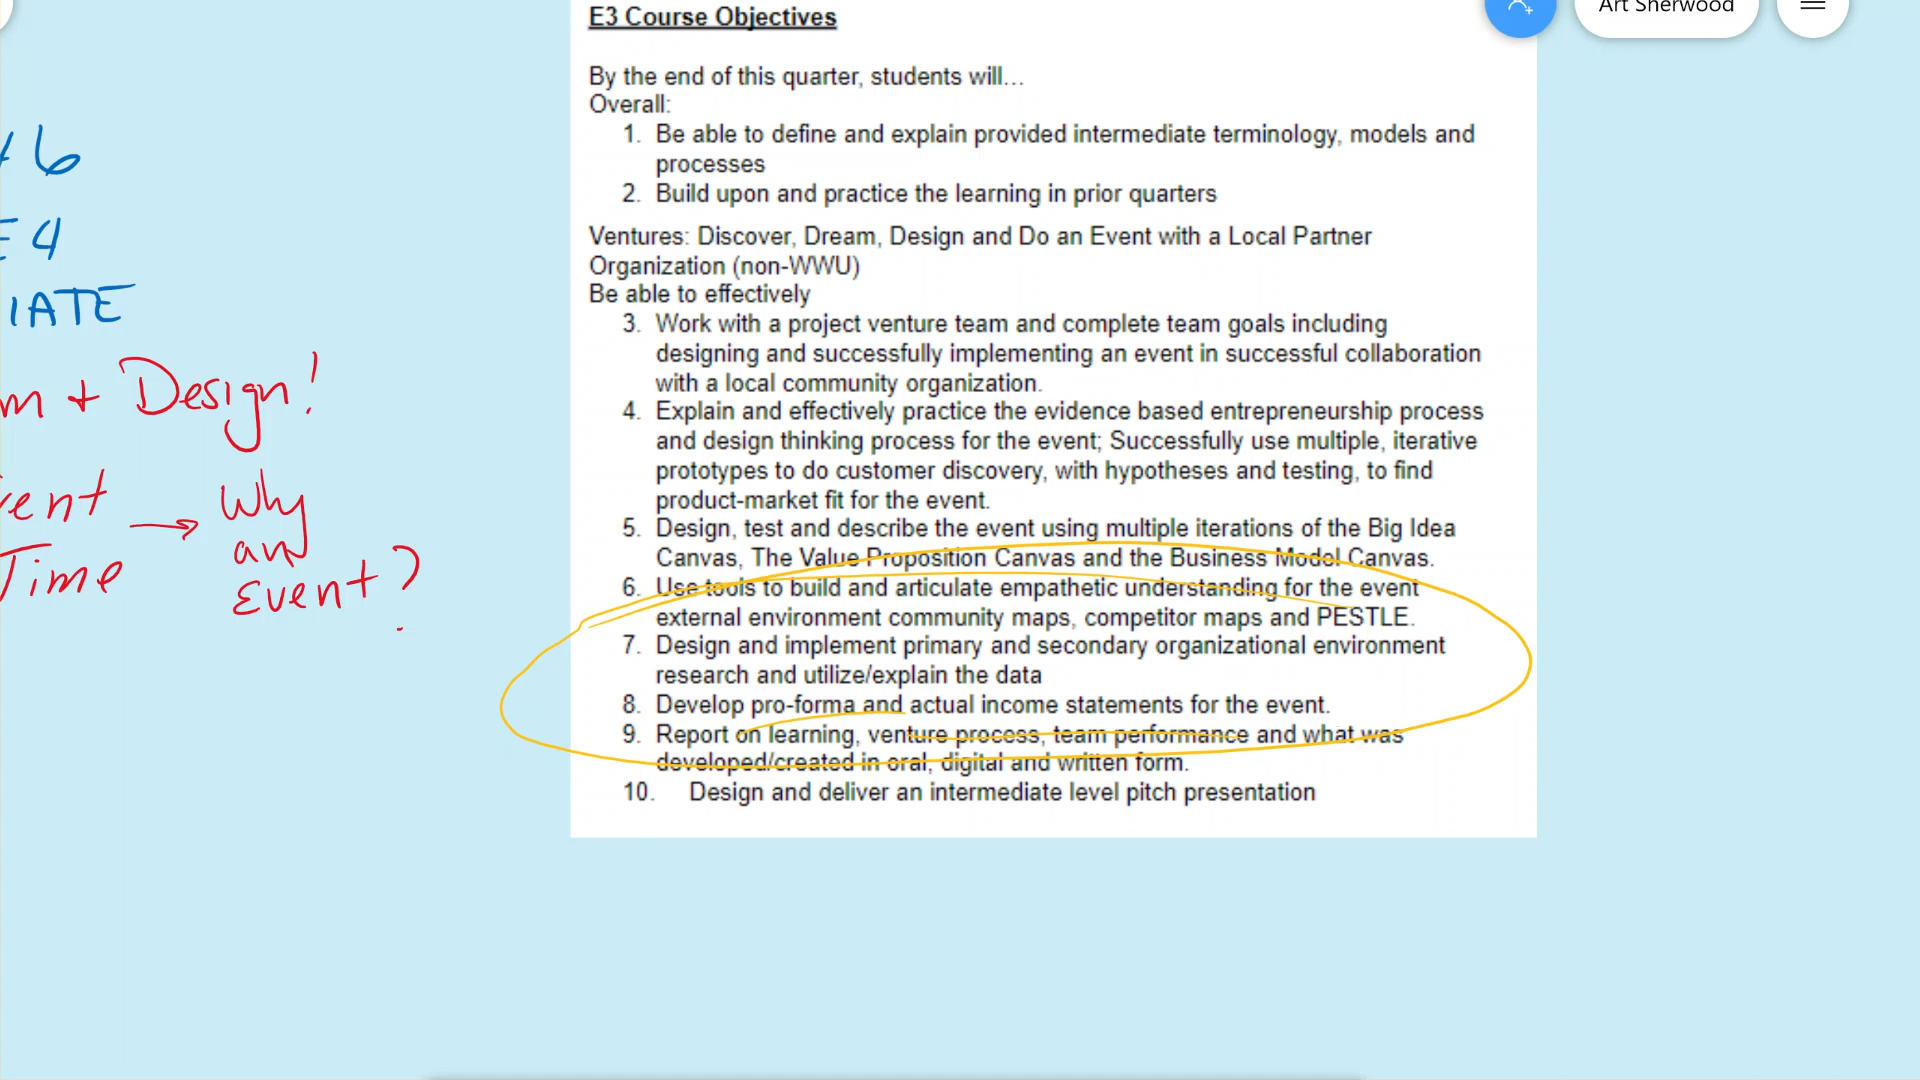 E3 Course Objectives
Art Sherwood
By the end of this quarter, students will...
Overall:
1. Be able to define and explain provided intermediate terminology, models and
processes
2. Build upon and practice the learning in prior quarters
Ventures: Discover, Dream, Design and Do an Event with a Local Partner
Organization (non-WWU)
Be able to effectively
3. Work with a project venture team and complete team goals including
designing and successfully implementing an event in successful collaboration
with a local community organization.
4. Explain and effectively practice the evidence based entrepreneurship process
and design thinking process for the event; Successfully use multiple, iterative
prototypes to do customer discovery, with hypotheses and testing, to find
product-market fit for the event.
5. Design, test and describe the event using multiple iterations of the Big Idea
Canvas, The Value Proposition Canvas and the Business Model Canvas.
6. Use tools to build and articulate empathetic understanding for the event
external environment community maps, competitor maps and PESTLE.
7. Design and implement primary and secondary organizational environment
research and utilize/explain the data
8. Develop pro-forma and actual income statements for the event.
9. Report on learning, venture process, team performance and what was
developed/created in oral, digital and written form.
10. Design and deliver an intermediate level pitch presentation
6
E4
IATE
m + Design!
ent → Why
an
Time Event?